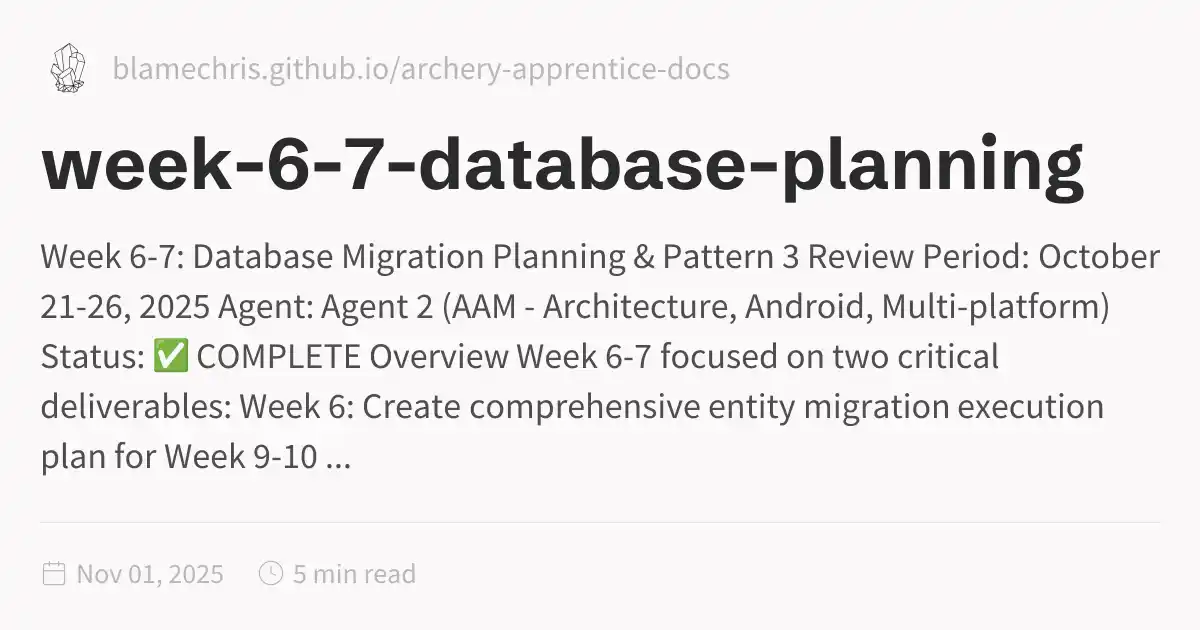 blamechris.github.io/archery-apprentice-docs
week-6-7-database-planning
Week 6-7: Database Migration Planning & Pattern 3 Review Period: October
21-26, 2025 Agent: Agent 2 (AAM - Architecture, Android, Multi-platform)
Status: ✅ COMPLETE Overview Week 6-7 focused on two critical
deliverables: Week 6: Create comprehensive entity migration execution
plan for Week 9-10 ...
Nov 01, 2025 5 min read